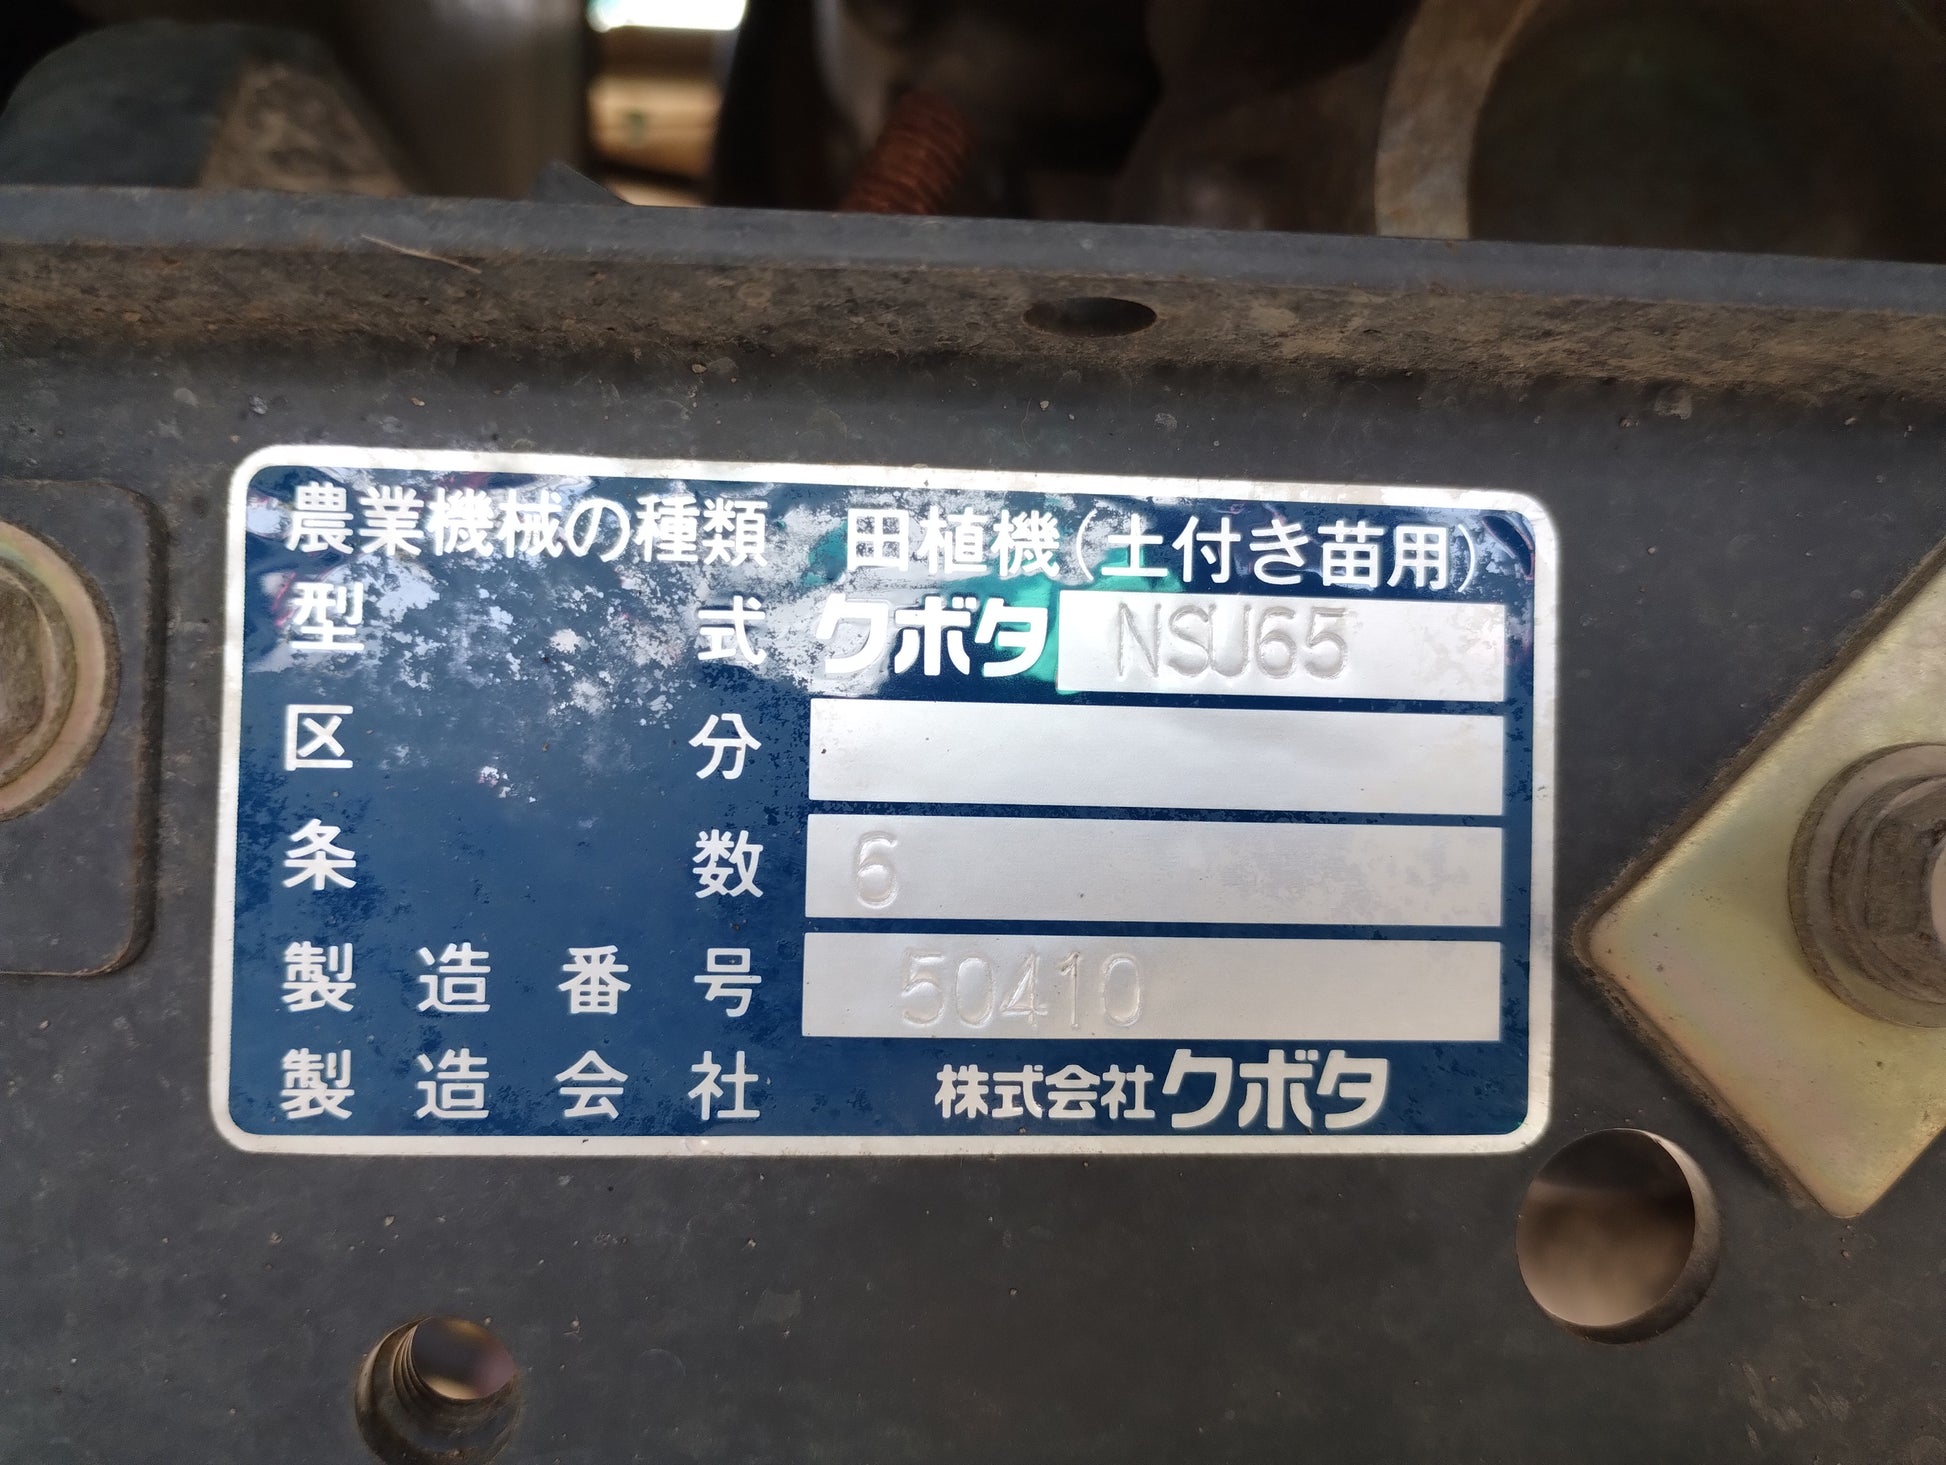 農業機械の種類 田植機(土付き苗用)
型式 クボタ NSU65
区分
条数 6
製造番号 50410
製造会社 株式会社クボタ